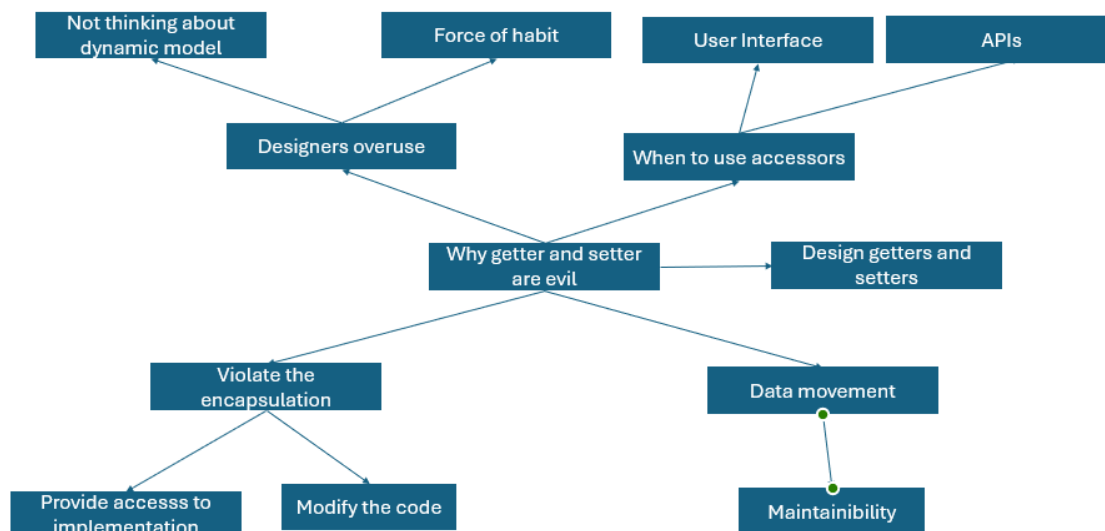 Not thinking about
dynamic model
Force of habit
User Interface
APIs
Designers overuse
When to use accessors
Why getter and setter
are evil
Design getters and
setters
Violate the
encapsulation
Data movement
Provide accesss to
implementation
Modify the code
Maintainibility